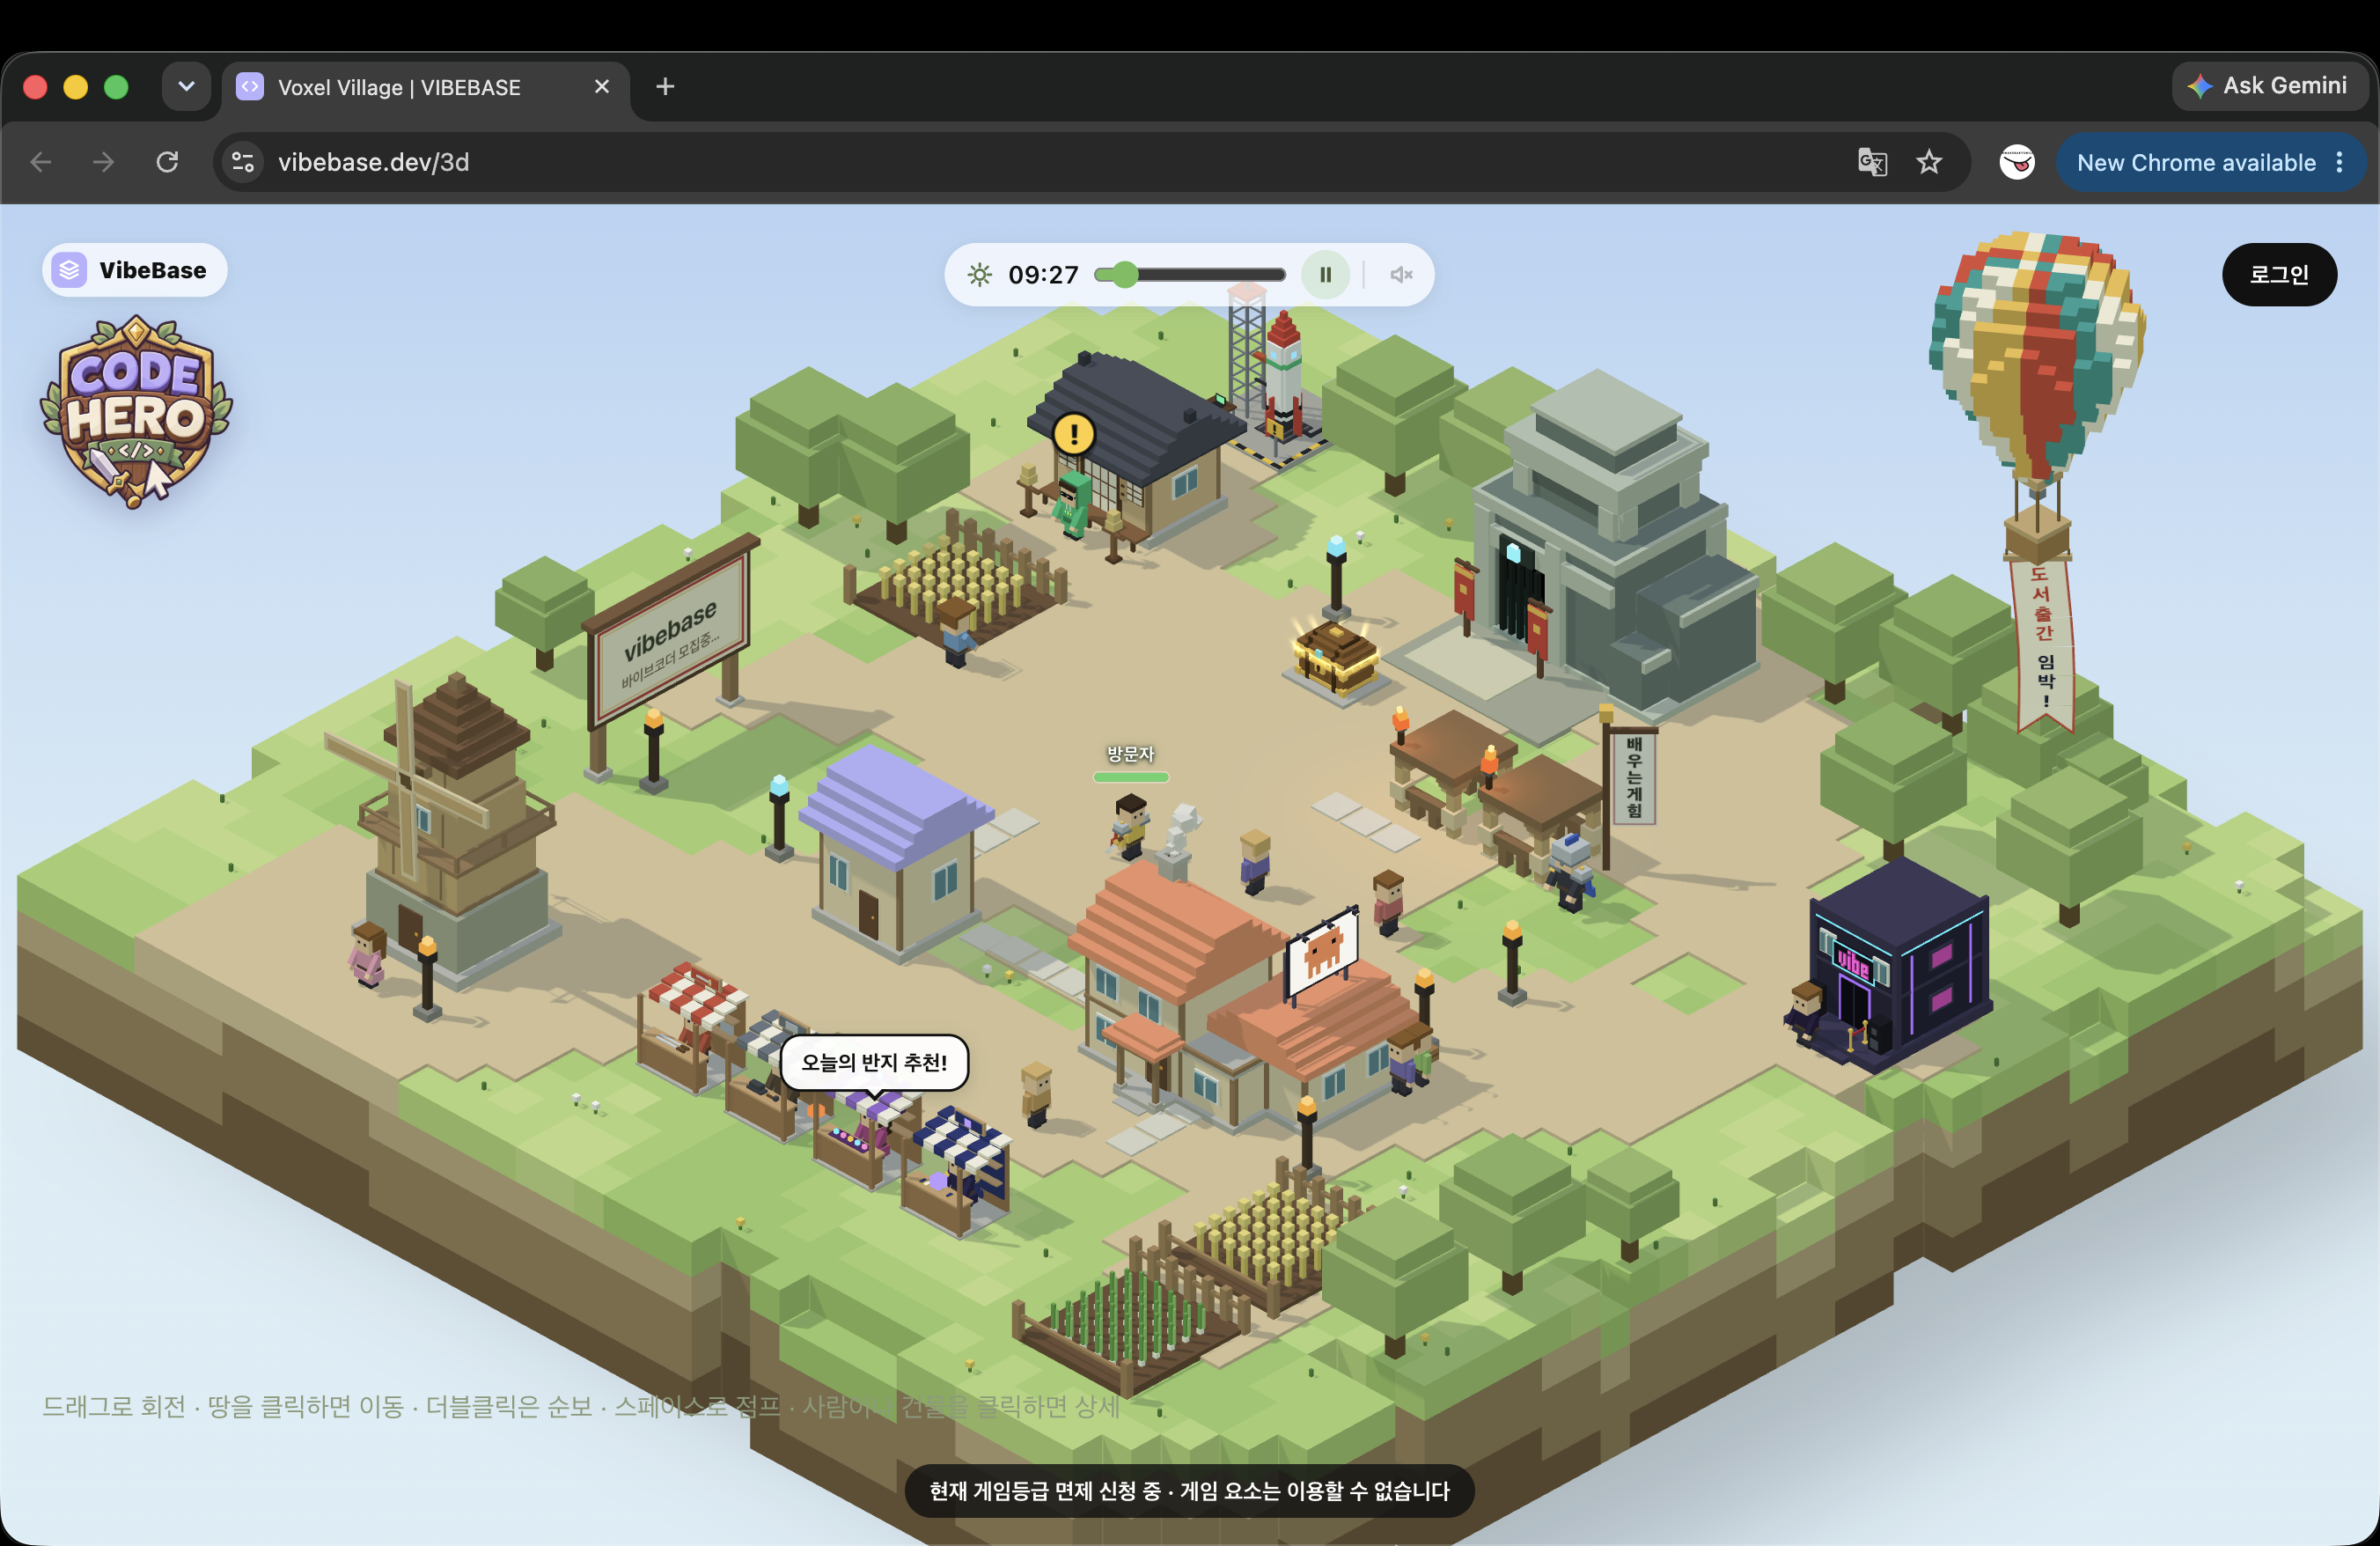 Voxel Village | VIBEBASE
Ask Gemini
vibebase.dev/3d
New Chrome available
VibeBase
09:27
로그인
CODE
HERO
</>
!
vibebase
바이브코더 모집중...
도서출간 임박!
배우는게힘
방문자
vibe
오늘의 반지 추천!
드래그로 회전 · 땅을 클릭하면 이동 · 더블클릭은 순보 · 스페이스로 점프 · 사람이나 건물을 클릭하면 상세
현재 게임등급 면제 신청 중 · 게임 요소는 이용할 수 없습니다